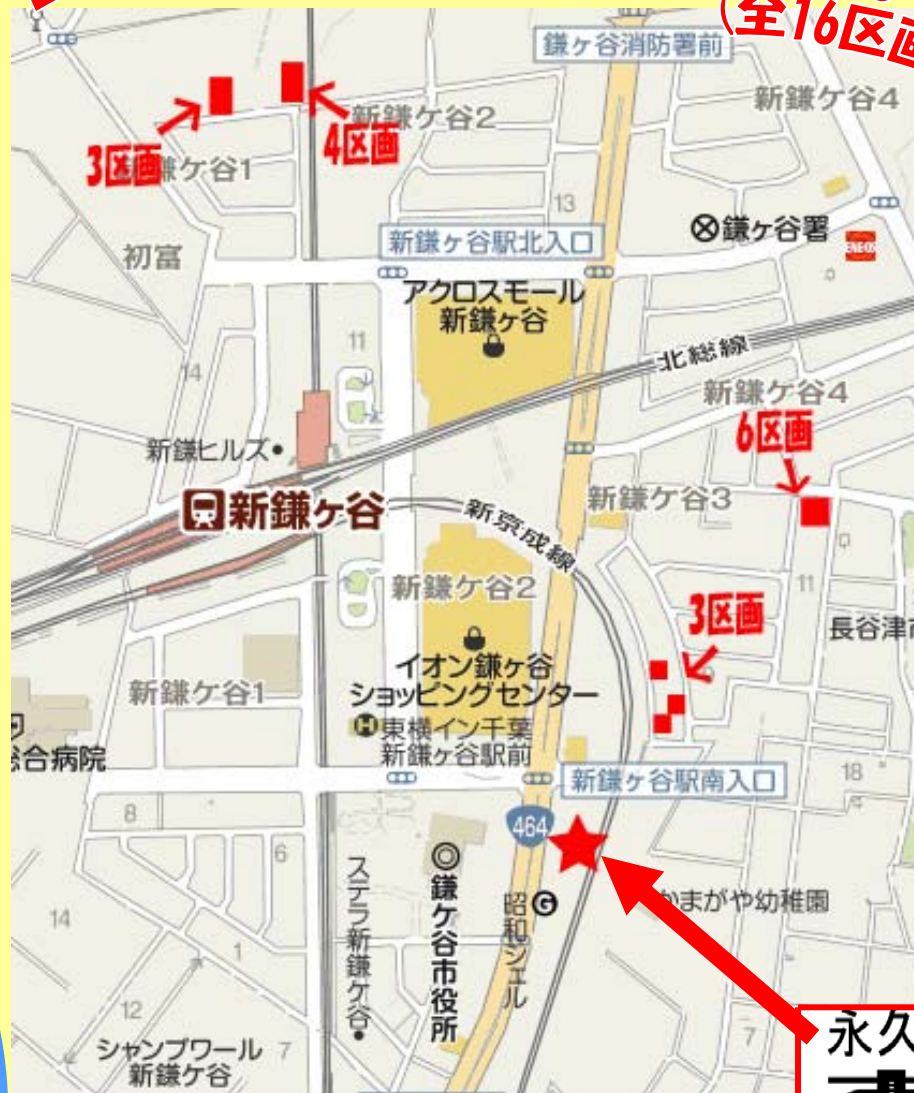 (全16区画
鎌ヶ谷消防署前
新鎌ケ谷4
新鎌ケ谷2
3区画
4区画
鎌ケ谷1
13
鎌ヶ谷署
ENEOS
新鎌ヶ谷駅北入口
初富
アクロスモール
新鎌ヶ谷
11
14
北総線
新鎌ケ谷4
6区画
新鎌ヒルズ
新鎌ヶ谷
新京成線
新鎌ケ谷3
新鎌ケ谷2
11
3区画
長谷津
イオン鎌ヶ谷
ショッピングセンター
新鎌ケ谷1
H
東横イン千葉
新鎌ヶ谷駅前
総合病院
新鎌ヶ谷駅南入口
18
8
464
6
ステラ新鎌ヶ谷
鎌ヶ谷市役所
昭和シェル
G
かまがや幼稚園
14
1
12
シャンブワール
新鎌ヶ谷
7
7
永久